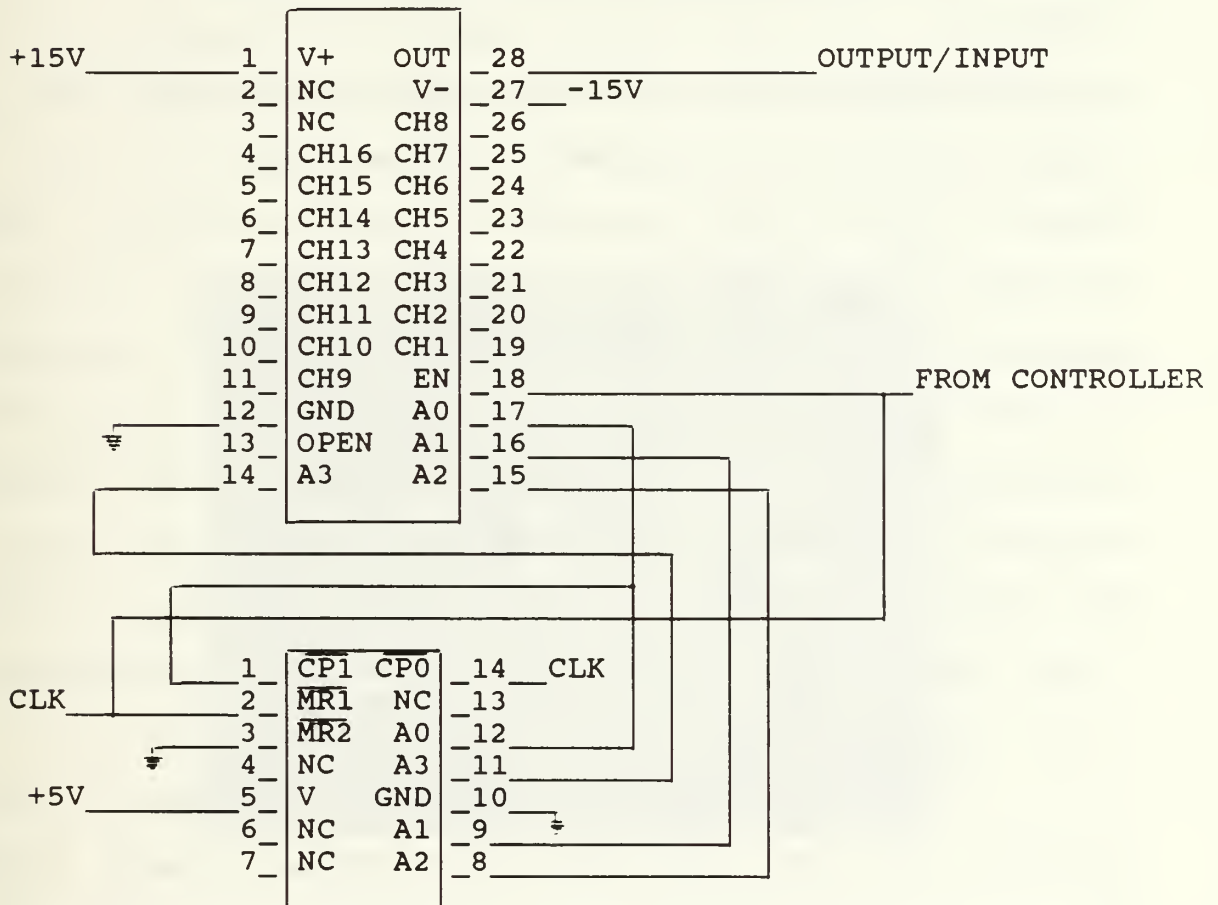 +15V 1 V+ OUT 28 OUTPUT/INPUT
2 NC V- 27 -15V
3 NC CH8 26
4 CH16 CH7 25
5 CH15 CH6 24
6 CH14 CH5 23
7 CH13 CH4 22
8 CH12 CH3 21
9 CH11 CH2 20
10 CH10 CH1 19
11 CH9 EN 18 FROM CONTROLLER
12 GND A0 17
13 OPEN A1 16
14 A3 A2 15
1 CP1 CP0 14 CLK
CLK 2 MR1 NC 13
3 MR2 A0 12
4 NC A3 11
+5V 5 V GND 10
6 NC A1 9
7 NC A2 8